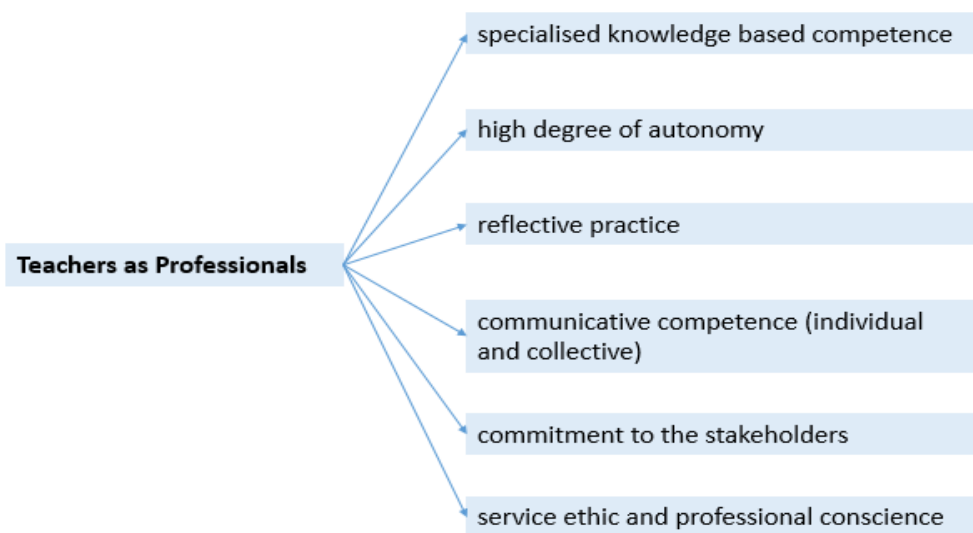 specialised knowledge based competence
high degree of autonomy
reflective practice
Teachers as Professionals
communicative competence (individual
and collective)
commitment to the stakeholders
service ethic and professional conscience